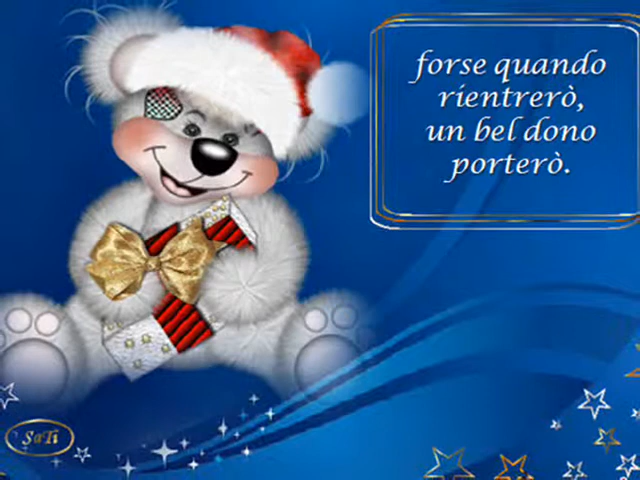 forse quando
rientrerò,
un bel dono
porterò.
SaTi